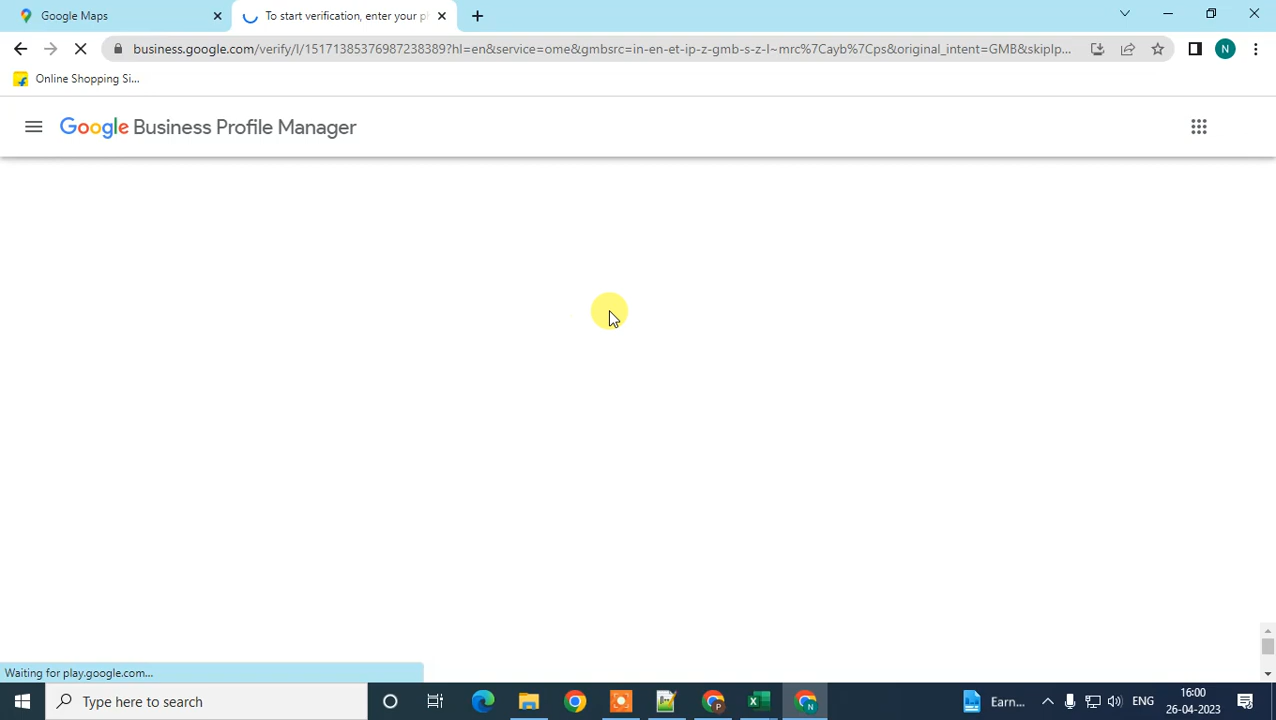 Google Maps
To start verification, enter your p
business.google.com/verify/l/15171385376987238389?hl=en&service=ome&gmbsrc=in-en-et-ip-z-gmb-s-z-l~mrc%7Cayb%7Cps&original_intent=GMB&skipIp...
N
Online Shopping Si...
Google Business Profile Manager
Waiting for play.google.com...
Type here to search
P
N
Earn...
ENG
16:00
26-04-2023